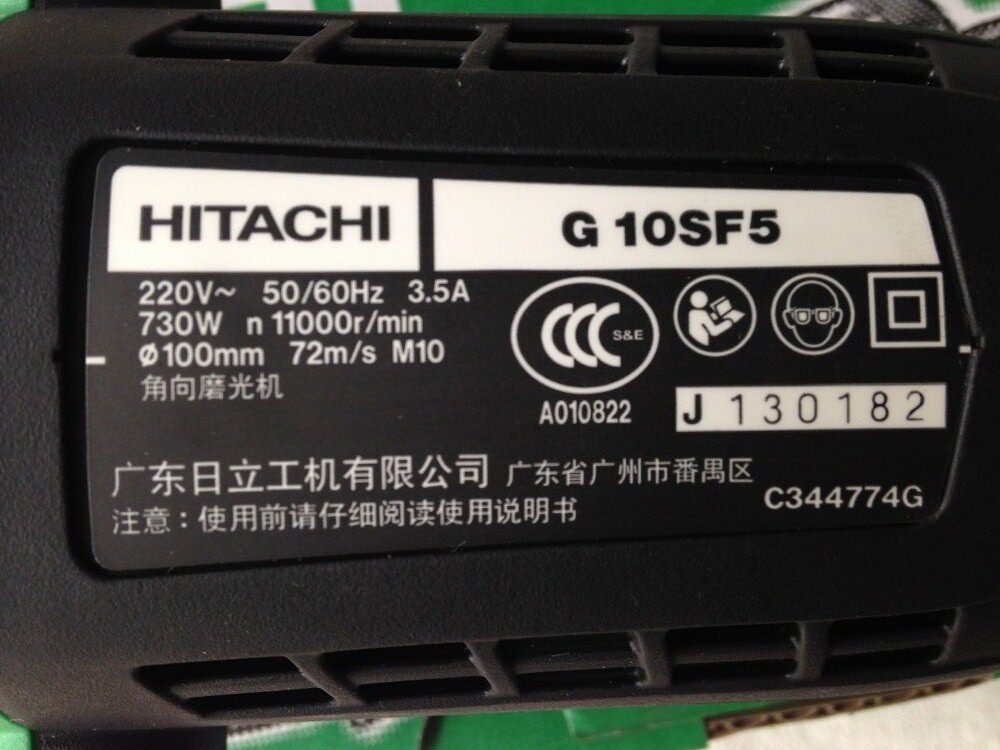 HITACHI
G 10SF5
220V~ 50/60Hz 3.5A
730W n 11000r/min
ø100mm 72m/s M10
角向磨光机
CCC S&E
A010822
J 130182
广东日立工机有限公司 广东省广州市番禺区
C344774G
注意：使用前请仔细阅读使用说明书